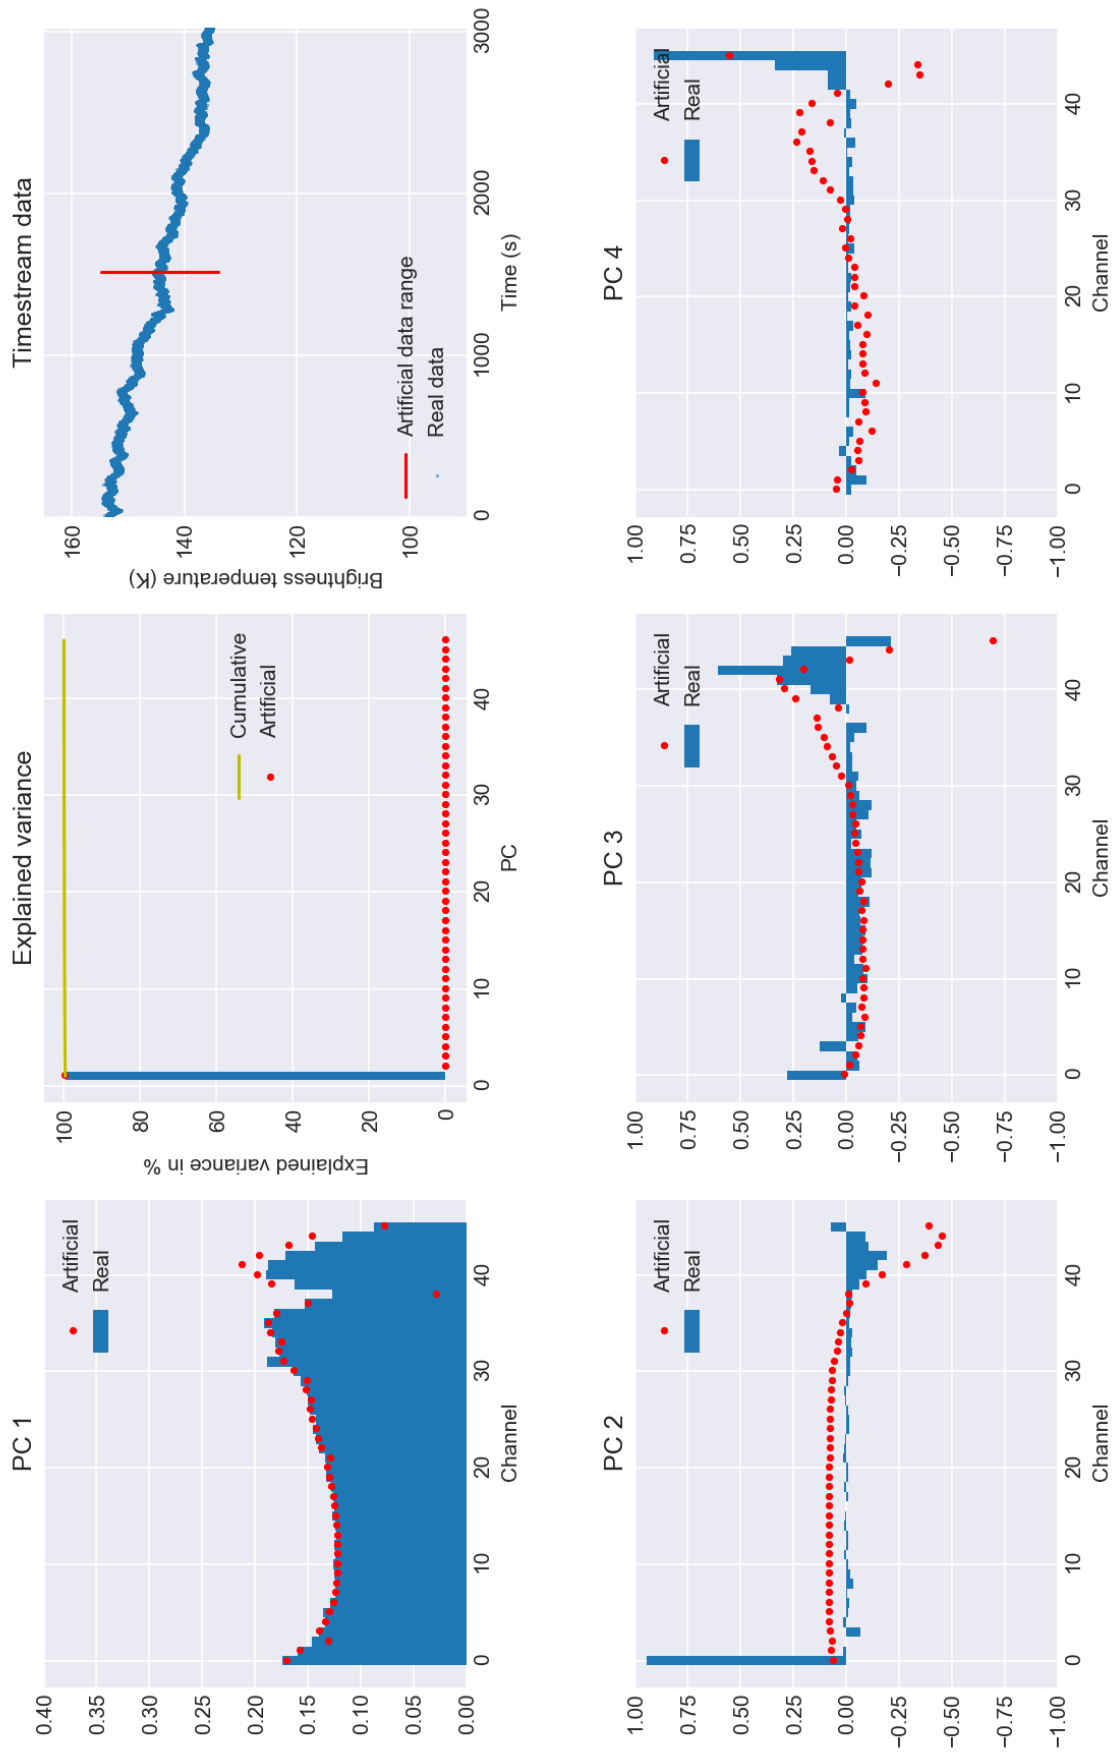 PC 1
0.40
0.35
0.30
0.25
0.20
0.15
0.10
0.05
0.00
Artificial
Real
0 10 20 30 40
Channel
Explained variance
Explained variance in %
100
80
60
40
20
0
Cumulative
Artificial
0 10 20 30 40
PC
Timestream data
Brightness temperature (K)
160
140
120
100
Artificial data range
Real data
0 1000 2000 3000
Time (s)
PC 2
1.00
0.75
0.50
0.25
0.00
−0.25
−0.50
−0.75
−1.00
Artificial
Real
0 10 20 30 40
Channel
PC 3
1.00
0.75
0.50
0.25
0.00
−0.25
−0.50
−0.75
−1.00
Artificial
Real
0 10 20 30 40
Channel
PC 4
1.00
0.75
0.50
0.25
0.00
−0.25
−0.50
−0.75
−1.00
Artificial
Real
0 10 20 30 40
Channel